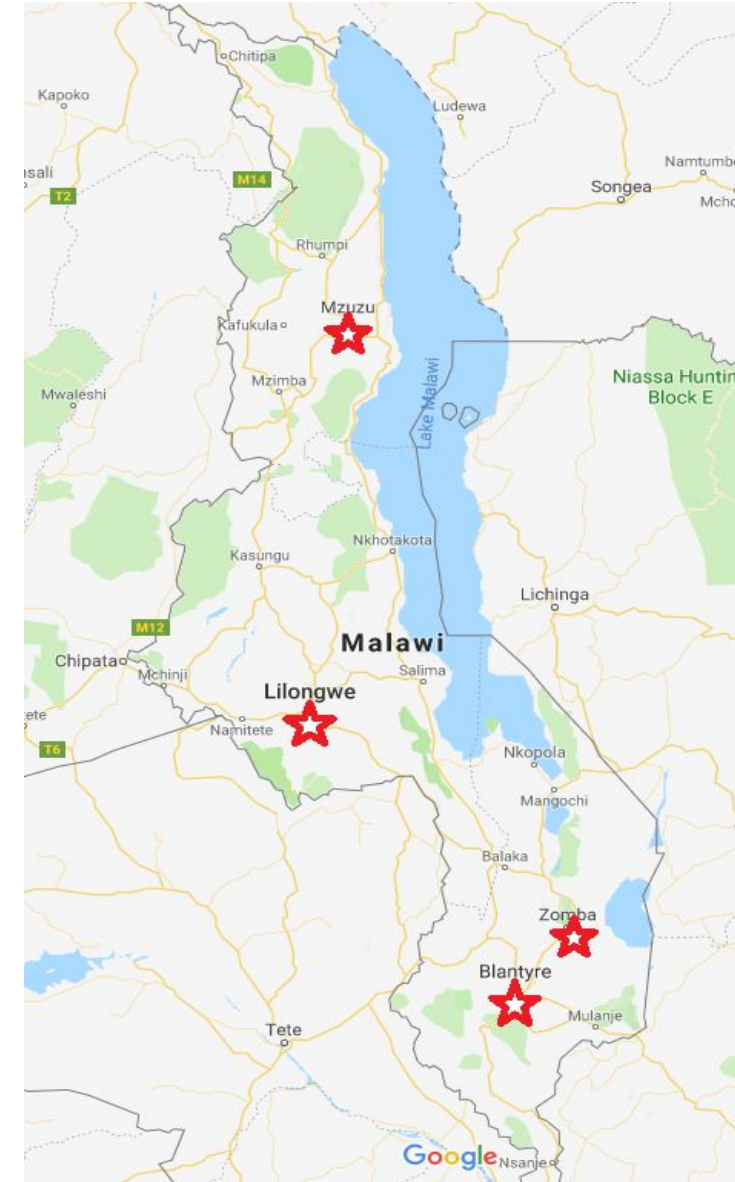 Chitipa
Kapoko
Ludewa
Namtumb
sali
M14
T2
Songea
Mcho
Rhumpi
Mzuzu
Kafukula
Lake Malawi
Niassa Huntin
Block E
Mzimba
Mwaleshi
Nkhotakota
Kasungu
Lichinga
M12
Malawi
Chipata
Salima
Mchinji
Lilongwe
ete
Namitete
T6
Nkopola
Mangochi
Balaka
Zomba
Blantyre
Mulanje
Tete
Google
Nsanje